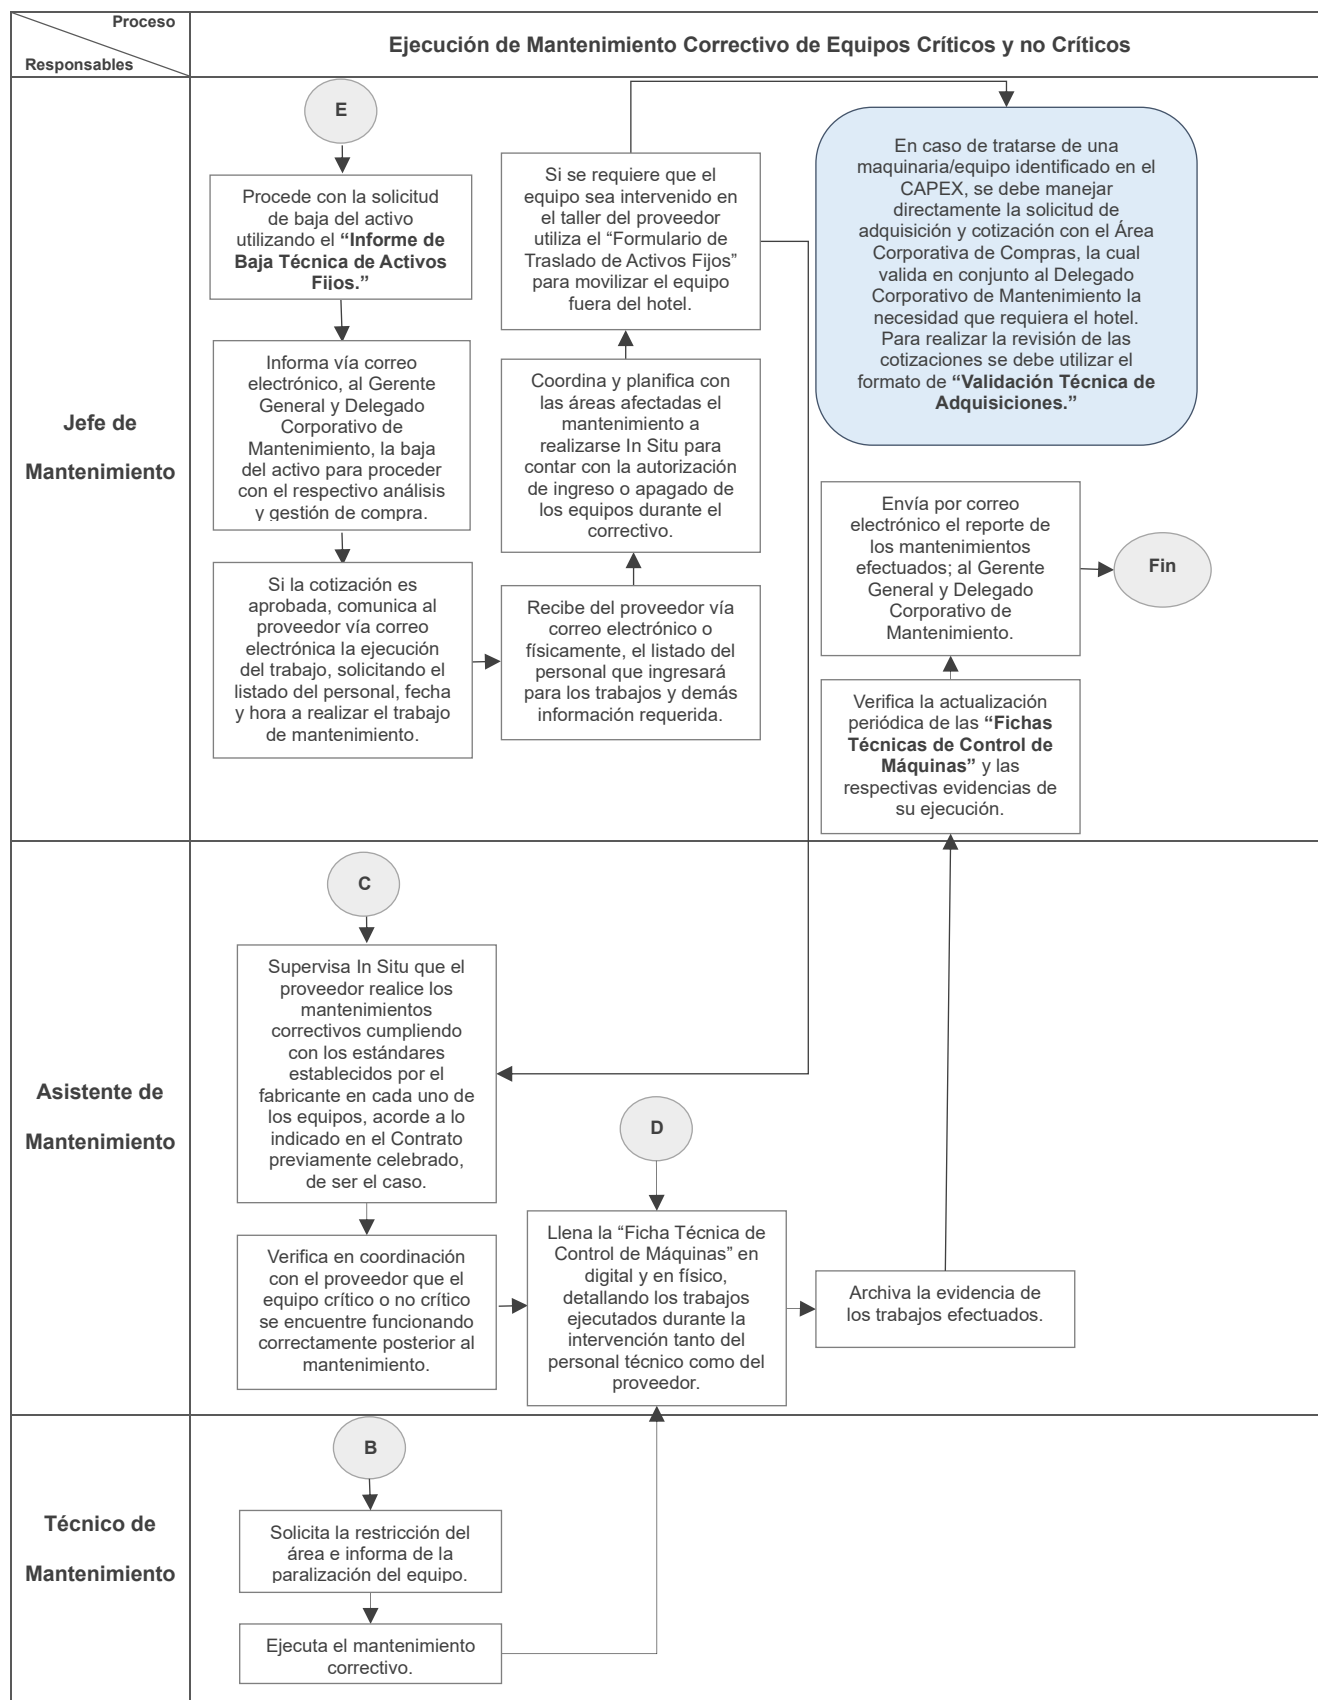 Proceso
Responsables
Ejecución de Mantenimiento Correctivo de Equipos Críticos y no Críticos
Jefe de
Mantenimiento
E
Procede con la solicitud
de baja del activo
utilizando el “Informe de
Baja Técnica de Activos
Fijos.”
Informa vía correo
electrónico, al Gerente
General y Delegado
Corporativo de
Mantenimiento, la baja
del activo para proceder
con el respectivo análisis
y gestión de compra.
Si la cotización es
aprobada, comunica al
proveedor vía correo
electrónica la ejecución
del trabajo, solicitando el
listado del personal, fecha
y hora a realizar el trabajo
de mantenimiento.
Si se requiere que el
equipo sea intervenido en
el taller del proveedor
utiliza el “Formulario de
Traslado de Activos Fijos”
para movilizar el equipo
fuera del hotel.
Coordina y planifica con
las áreas afectadas el
mantenimiento a
realizarse In Situ para
contar con la autorización
de ingreso o apagado de
los equipos durante el
correctivo.
Recibe del proveedor vía
correo electrónico o
físicamente, el listado del
personal que ingresará
para los trabajos y demás
información requerida.
En caso de tratarse de una
maquinaria/equipo identificado en el
CAPEX, se debe manejar
directamente la solicitud de
adquisición y cotización con el Área
Corporativa de Compras, la cual
valida en conjunto al Delegado
Corporativo de Mantenimiento la
necesidad que requiera el hotel.
Para realizar la revisión de las
cotizaciones se debe utilizar el
formato de “Validación Técnica de
Adquisiciones.”
Envía por correo
electrónico el reporte de
los mantenimientos
efectuados; al Gerente
General y Delegado
Corporativo de
Mantenimiento.
Fin
Verifica la actualización
periódica de las “Fichas
Técnicas de Control de
Máquinas” y las
respectivas evidencias de
su ejecución.
Asistente de
Mantenimiento
C
Supervisa In Situ que el
proveedor realice los
mantenimientos
correctivos cumpliendo
con los estándares
establecidos por el
fabricante en cada uno de
los equipos, acorde a lo
indicado en el Contrato
previamente celebrado,
de ser el caso.
Verifica en coordinación
con el proveedor que el
equipo crítico o no crítico
se encuentre funcionando
correctamente posterior al
mantenimiento.
D
Llena la “Ficha Técnica de
Control de Máquinas” en
digital y en físico,
detallando los trabajos
ejecutados durante la
intervención tanto del
personal técnico como del
proveedor.
Archiva la evidencia de
los trabajos efectuados.
Técnico de
Mantenimiento
B
Solicita la restricción del
área e informa de la
paralización del equipo.
Ejecuta el mantenimiento
correctivo.